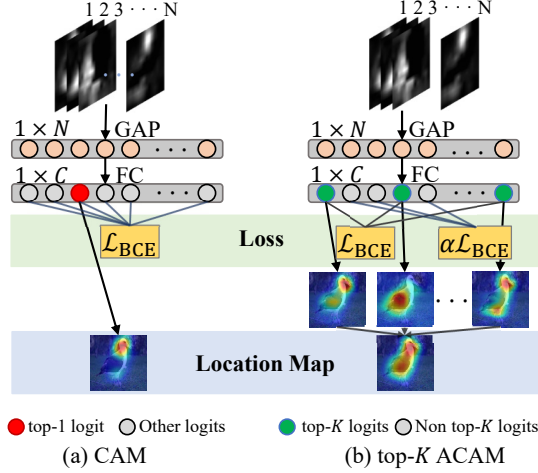 1 2 3 · · · N
1 2 3 · · · N
1 × N GAP
1 × N GAP
· · ·
· · ·
1 × C FC
1 × C FC
· · ·
· · ·
Loss
ℒBCE
ℒBCE
αℒBCE
· · ·
Location Map
top-1 logit Other logits
top-K logits Non top-K logits
(a) CAM
(b) top-K ACAM